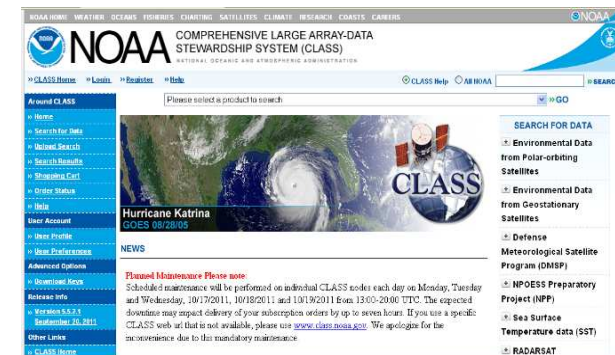 NOAA HOME WEATHER OCEANS FISHERIES CHARTING SATELLITES CLIMATE RESEARCH COASTS CAREERS
NOAA
NOAA
COMPREHENSIVE LARGE ARRAY-DATA
STEWARDSHIP SYSTEM (CLASS)
NATIONAL OCEANIC AND ATMOSPHERIC ADMINISTRATION
»CLASS Home »Login »Register »Help
CLASS Help All NOAA »SEARC
Around CLASS
Please select a product to search
»GO
» Home
» Search for Data
» Upload Search
» Search Results
» Shopping Cart
» Order Status
» Help
User Account
» User Profile
» User Preferences
Advanced Options
» Download Keys
Release Info
» Version 5.5.2.1
September 20, 2011
Other Links
» CLASS Home
CLASS
Hurricane Katrina
GOES 08/28/05
NEWS
Planned Maintenance Please note:
Scheduled maintenance will be performed on individual CLASS nodes each day on Monday, Tuesday
and Wednesday, 10/17/2011, 10/18/2011 and 10/19/2011 from 13:00-20:00 UTC. The expected
downtime may impact delivery of your subscription orders by up to seven hours. If you use a specific
CLASS web url that is not available, please use www.class.noaa.gov. We apologize for the
inconvenience due to this mandatory maintenance
SEARCH FOR DATA
Environmental Data
from Polar-orbiting
Satellites
Environmental Data
from Geostationary
Satellites
Defense
Meteorological Satellite
Program (DMSP)
NPOESS Preparatory
Project (NPP)
Sea Surface
Temperature data (SST)
RADARSAT